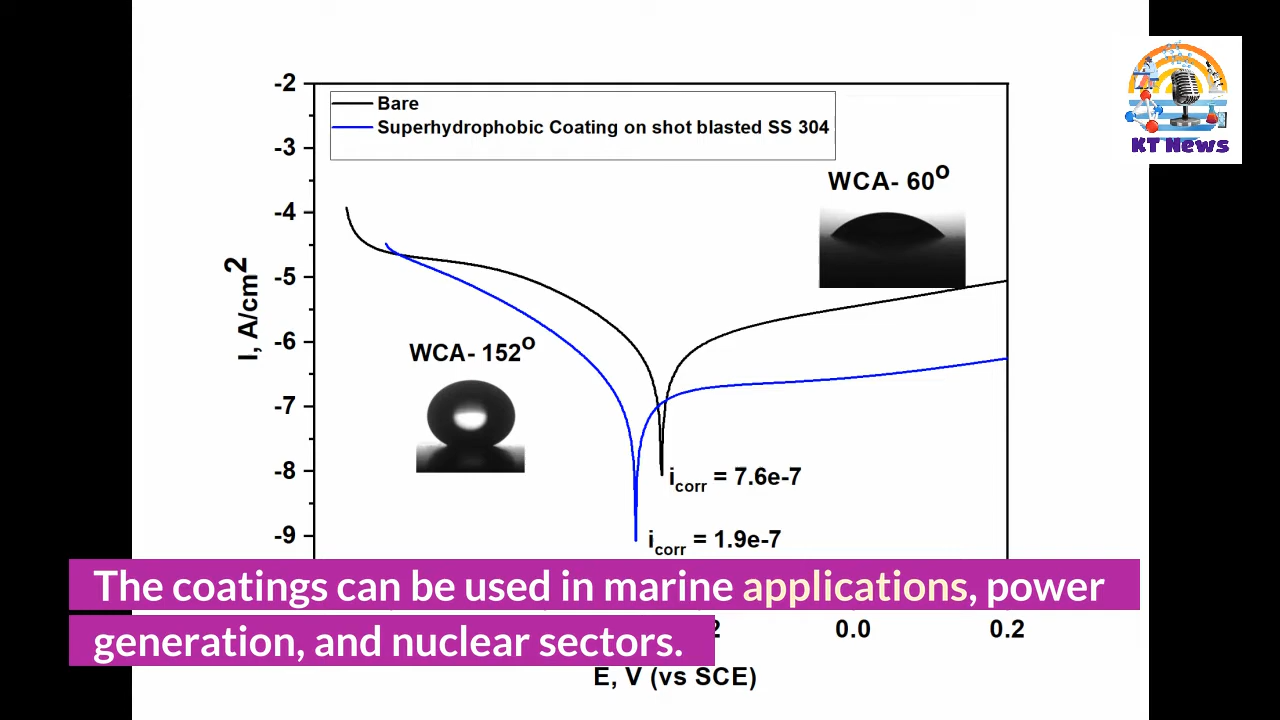 KT News
-2
Bare
Superhydrophobic Coating on shot blasted SS 304
-3
WCA- 60°
-4
-5
I, A/cm2
-6
WCA- 152°
-7
-8
icorr = 7.6e-7
-9
icorr = 1.9e-7
The coatings can be used in marine applications, power
generation, and nuclear sectors.
2 0.0 0.2
E, V (vs SCE)